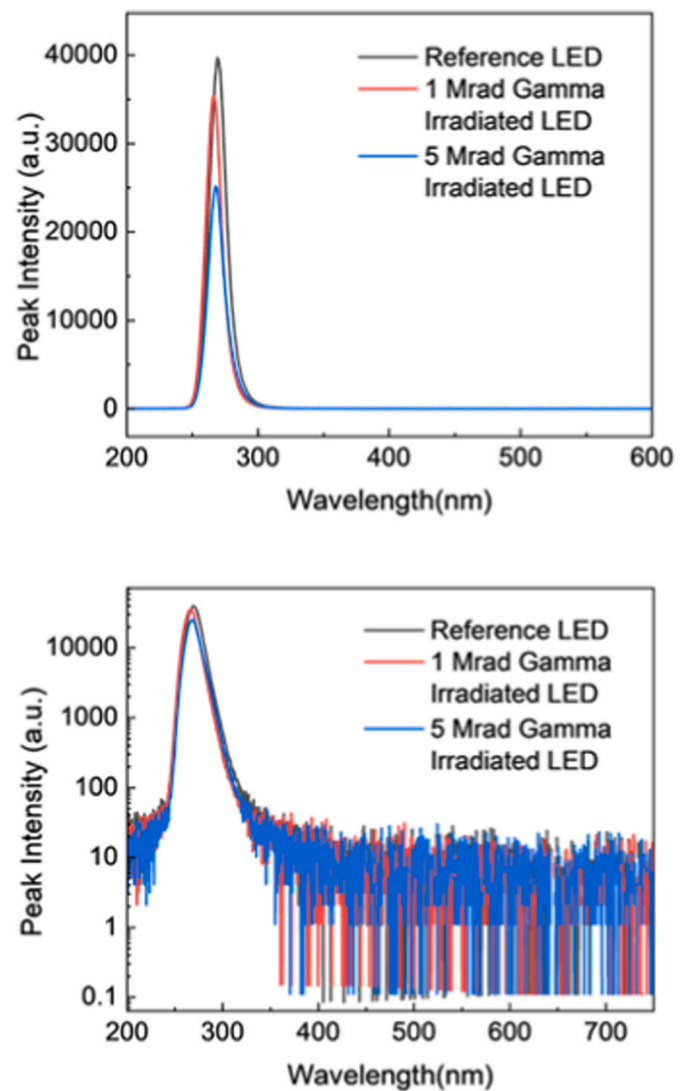 40000
30000
20000
10000
0
Peak Intensity (a.u.)
Reference LED
1 Mrad Gamma
Irradiated LED
5 Mrad Gamma
Irradiated LED
200 300 400 500 600
Wavelength(nm)
10000
1000
100
10
1
0.1
Peak Intensity (a.u.)
Reference LED
1 Mrad Gamma
Irradiated LED
5 Mrad Gamma
Irradiated LED
200 300 400 500 600 700
Wavelength(nm)